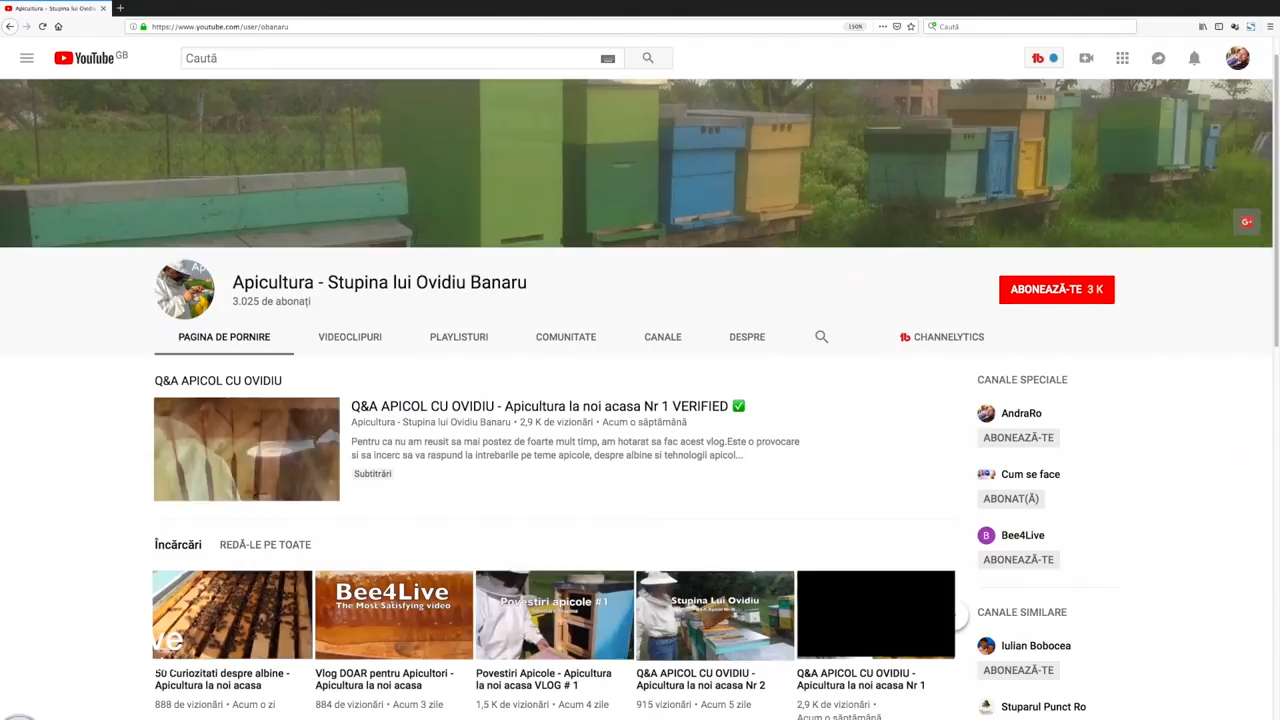 Apicultura – Stupina lui Ovidiu
https://www.youtube.com/user/obanaru
150%
Caută
YouTube GB
Caută
Apicultura - Stupina lui Ovidiu Banaru
3.025 de abonați
ABONEAZĂ-TE 3 K
PAGINA DE PORNIRE
VIDEOCLIPURI
PLAYLISTURI
COMUNITATE
CANALE
DESPRE
CHANNELYTICS
Q&A APICOL CU OVIDIU
Q&A APICOL CU OVIDIU - Apicultura la noi acasa Nr 1 VERIFIED ✅
Apicultura - Stupina lui Ovidiu Banaru • 2,9 K de vizionări • Acum o săptămână
Pentru ca nu am reusit sa mai postez de foarte mult timp, am hotarat sa fac acest vlog.Este o provocare
si sa incerc sa va raspund la intrebarile pe teme apicole, despre albine si tehnologii apicol...
Subtitrări
Încărcări
REDĂ-LE PE TOATE
ve
50 Curiozitati despre albine -
Apicultura la noi acasa
888 de vizionări • Acum o zi
Bee4Live
The Most Satisfying video
Vlog DOAR pentru Apicultori -
Apicultura la noi acasa
884 de vizionări • Acum 3 zile
Povestiri apicole #1
Povestiri Apicole - Apicultura
la noi acasa VLOG # 1
1,5 K de vizionări • Acum 4 zile
Stupina Lui Ovidiu
Q&A APICOL CU OVIDIU -
Apicultura la noi acasa Nr 2
915 vizionări • Acum 5 zile
Q&A APICOL CU OVIDIU -
Apicultura la noi acasa Nr 1
2,9 K de vizionări •
Acum o săptămână
CANALE SPECIALE
AndraRo
ABONEAZĂ-TE
Cum se face
ABONAT(Ă)
B
Bee4Live
ABONEAZĂ-TE
CANALE SIMILARE
Iulian Bobocea
ABONEAZĂ-TE
Stuparul Punct Ro